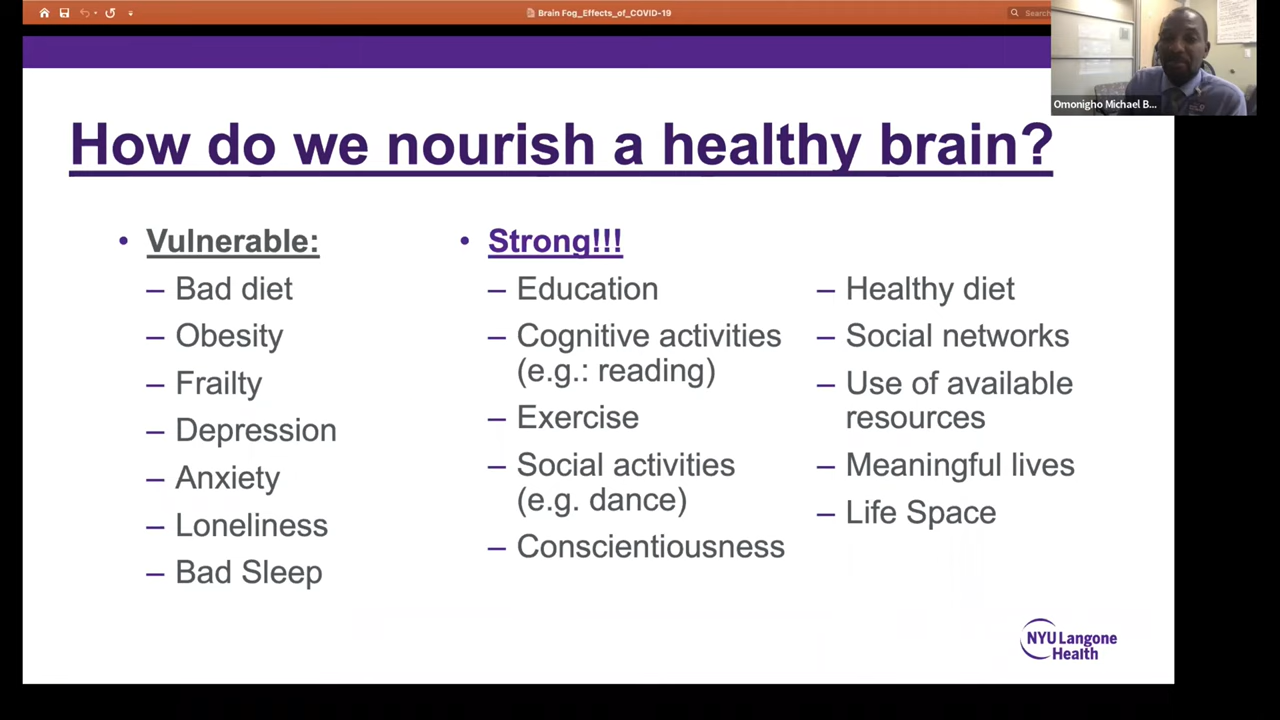 Brain Fog_Effects_of_COVID-19
Search
Omonigho Michael B...
How do we nourish a healthy brain?
• Vulnerable:
– Bad diet
– Obesity
– Frailty
– Depression
– Anxiety
– Loneliness
– Bad Sleep
• Strong!!!
– Education
– Cognitive activities
(e.g.: reading)
– Exercise
– Social activities
(e.g. dance)
– Conscientiousness
– Healthy diet
– Social networks
– Use of available
resources
– Meaningful lives
– Life Space
NYU Langone
Health